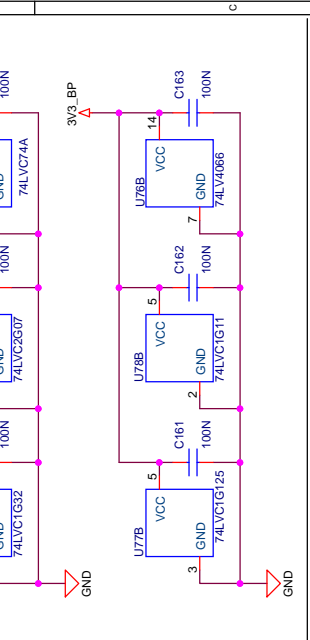 C
100N
GND
74LVC74A
100N
GND
74LVC2G07
100N
GND
74LVC1G32
GND
3V3_BP
C163
100N
14
VCC
U76B
GND
74LV4066
7
C162
100N
5
VCC
U78B
GND
74LVC1G11
2
C161
100N
5
VCC
U77B
GND
74LVC1G125
3
GND